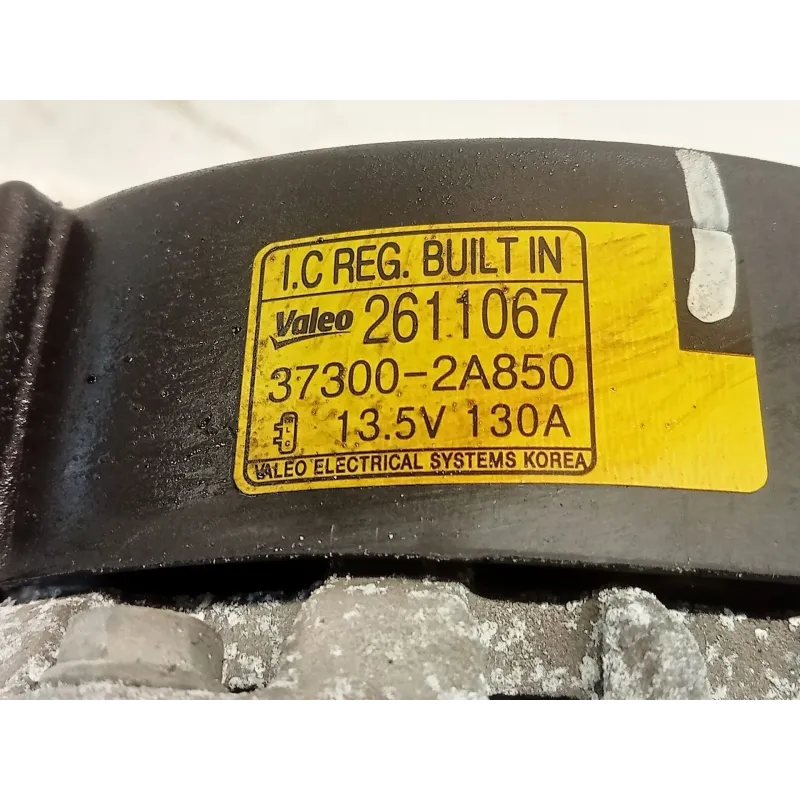 I.C REG. BUILT IN
Valeo 2611067
37300-2A850
L C 13.5V 130A
VALEO ELECTRICAL SYSTEMS KOREA